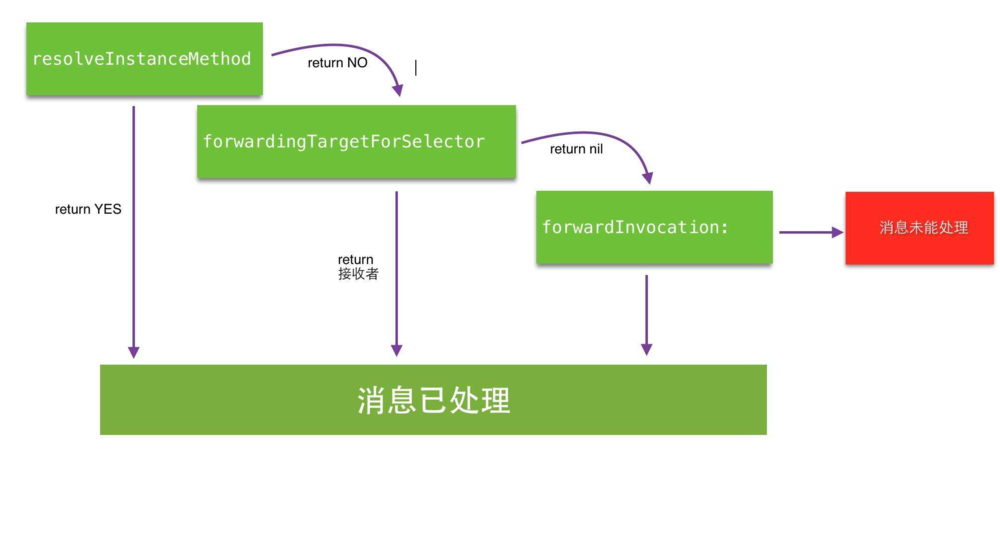 resolveInstanceMethod
return NO
forwardingTargetForSelector
return nil
return YES
forwardInvocation:
消息未能处理
return
接收者
消息已处理